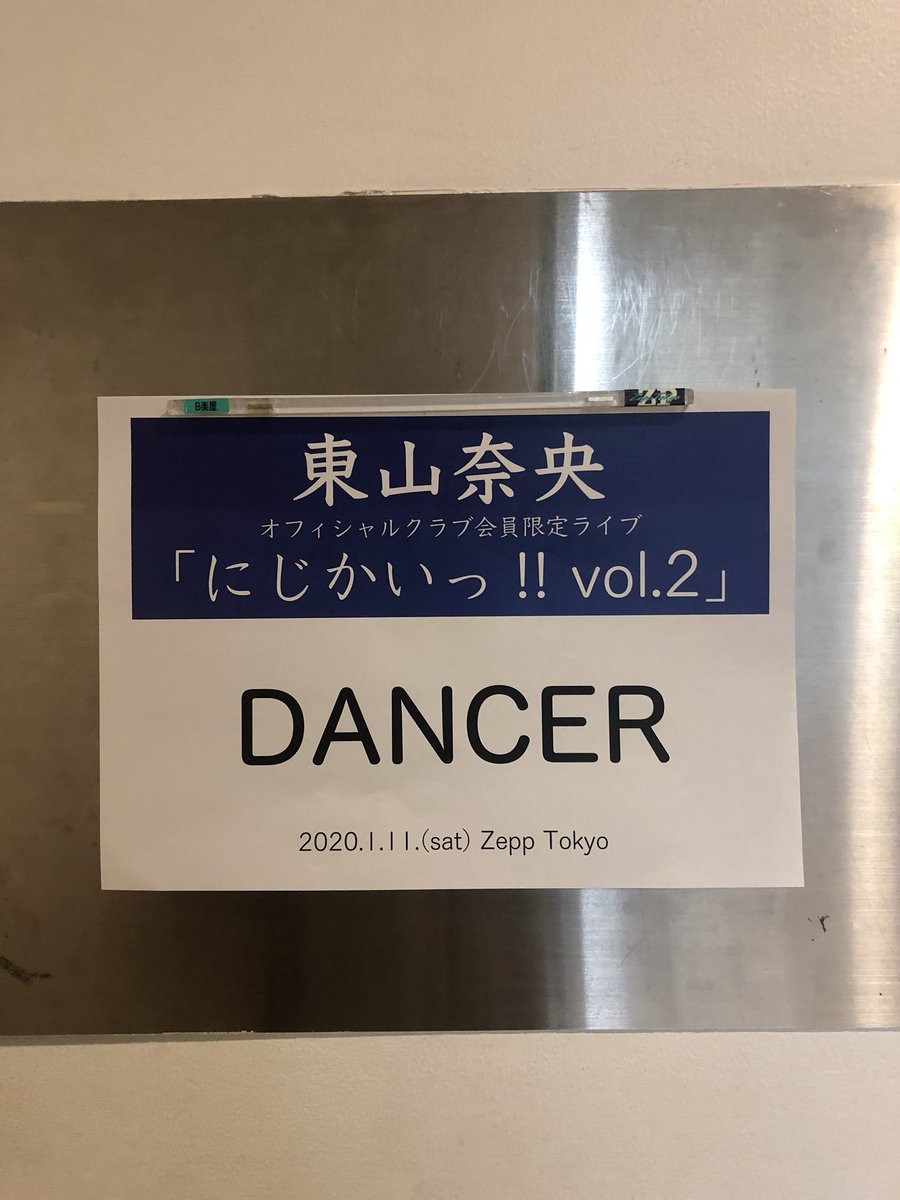 B楽屋
東山奈央
オフィシャルクラブ会員限定ライブ
「にじかいっ!! vol.2」
DANCER
2020.1.11.(sat) Zepp Tokyo